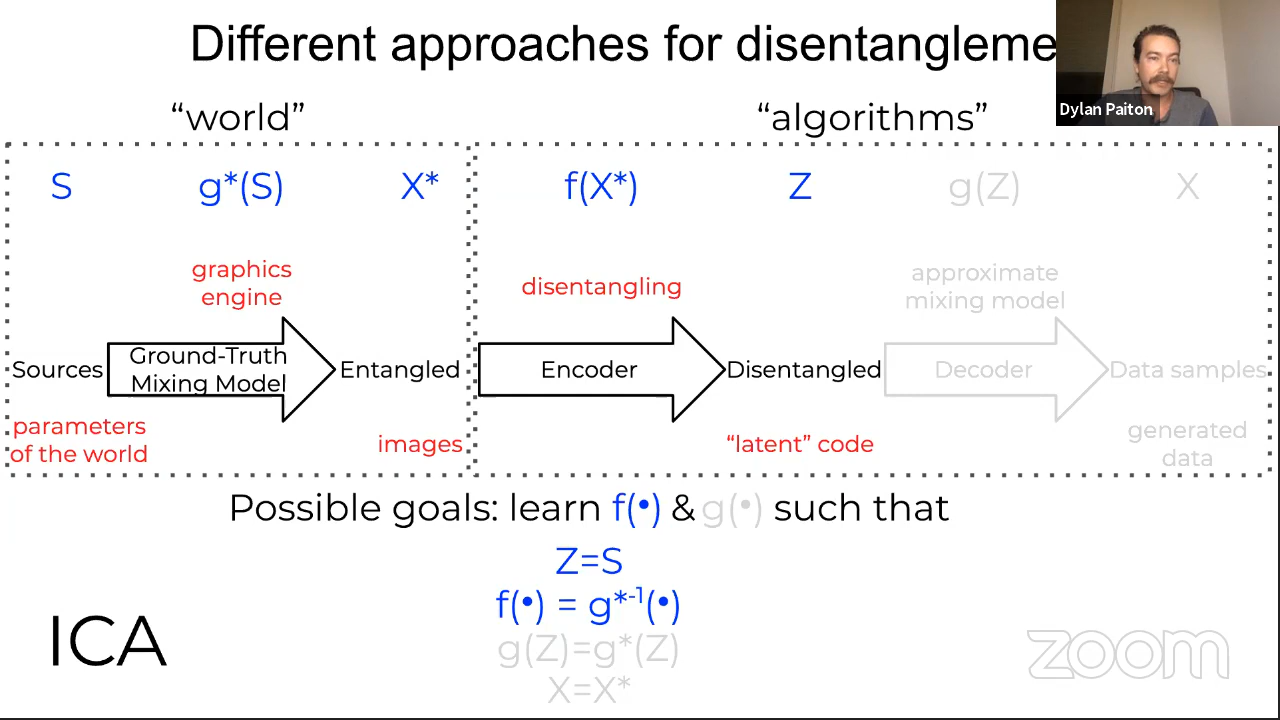 Different approaches for disentangleme
Dylan Paiton
“world”
“algorithms”
S g*(S) X* f(X*) Z g(Z) X
graphics
engine
disentangling
approximate
mixing model
Sources
Ground-Truth
Mixing Model
Entangled
Encoder
Disentangled
Decoder
Data samples
parameters
of the world
images
“latent” code
generated
data
Possible goals: learn f(•) & g(•) such that
Z=S
f(•) = g*⁻¹(•)
g(Z)=g*(Z)
X=X*
ICA
zoom